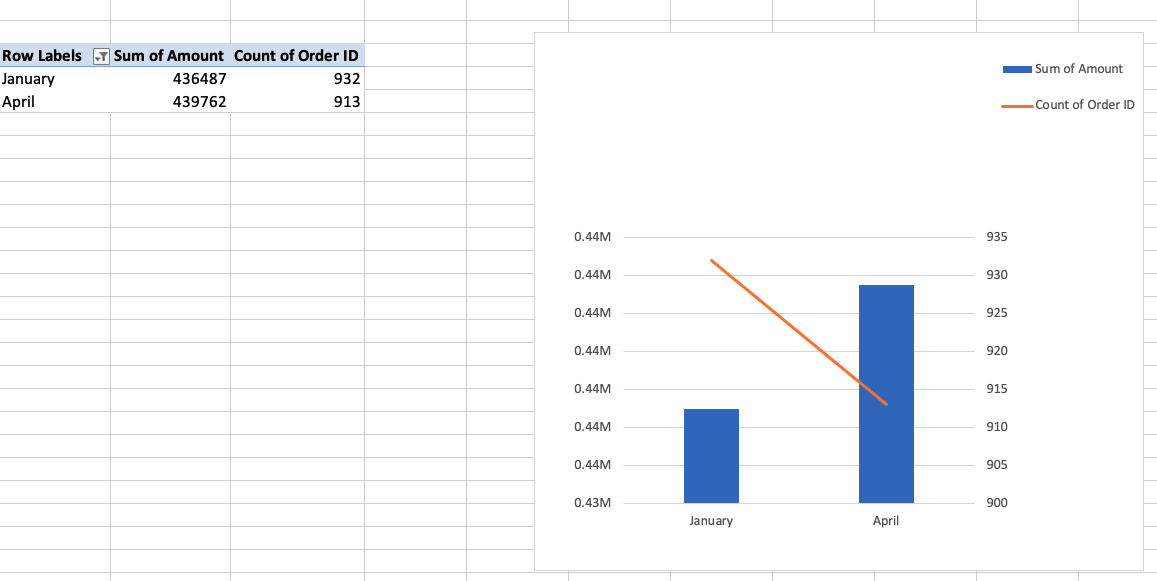 Row Labels Sum of Amount Count of Order ID
January 436487 932
April 439762 913
Sum of Amount
Count of Order ID
0.44M 935
0.44M 930
0.44M 925
0.44M 920
0.44M 915
0.44M 910
0.44M 905
0.43M 900
January April